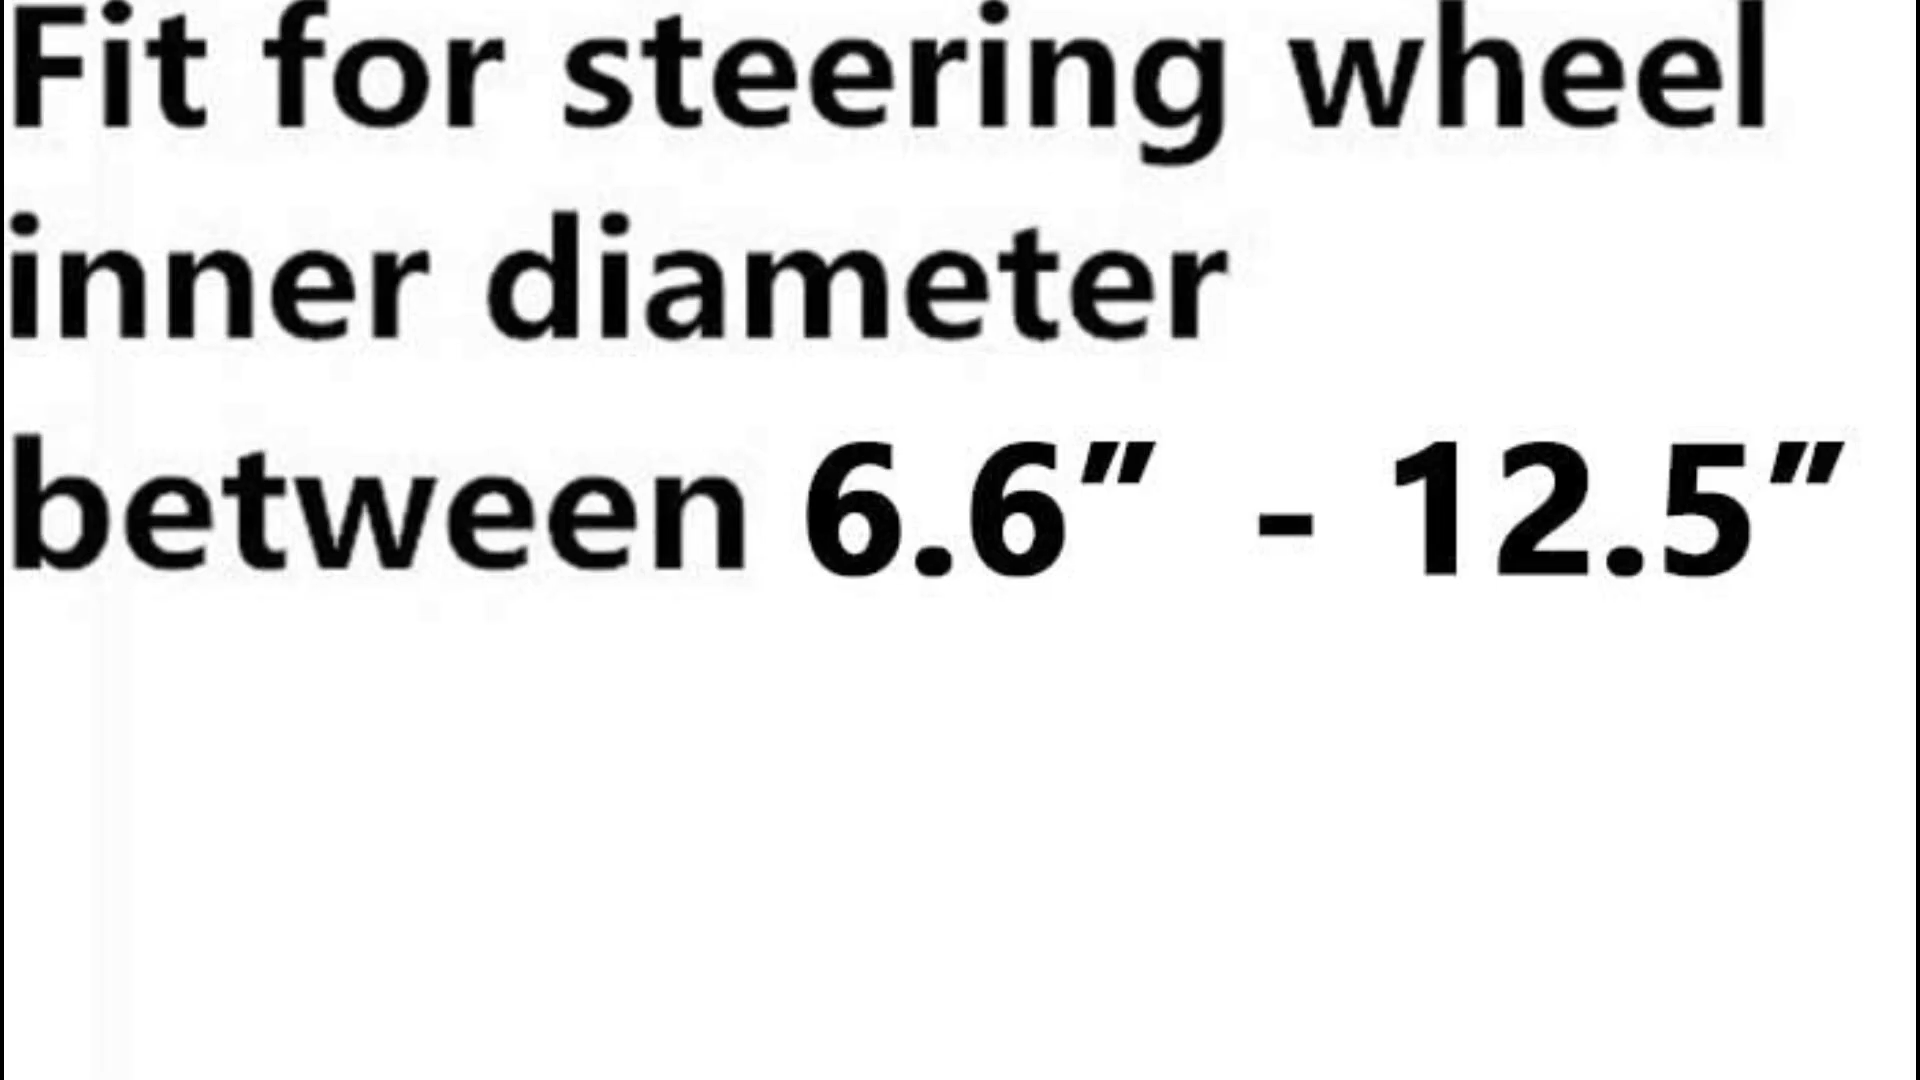 Fit for steering wheel
inner diameter
between 6.6″ - 12.5″